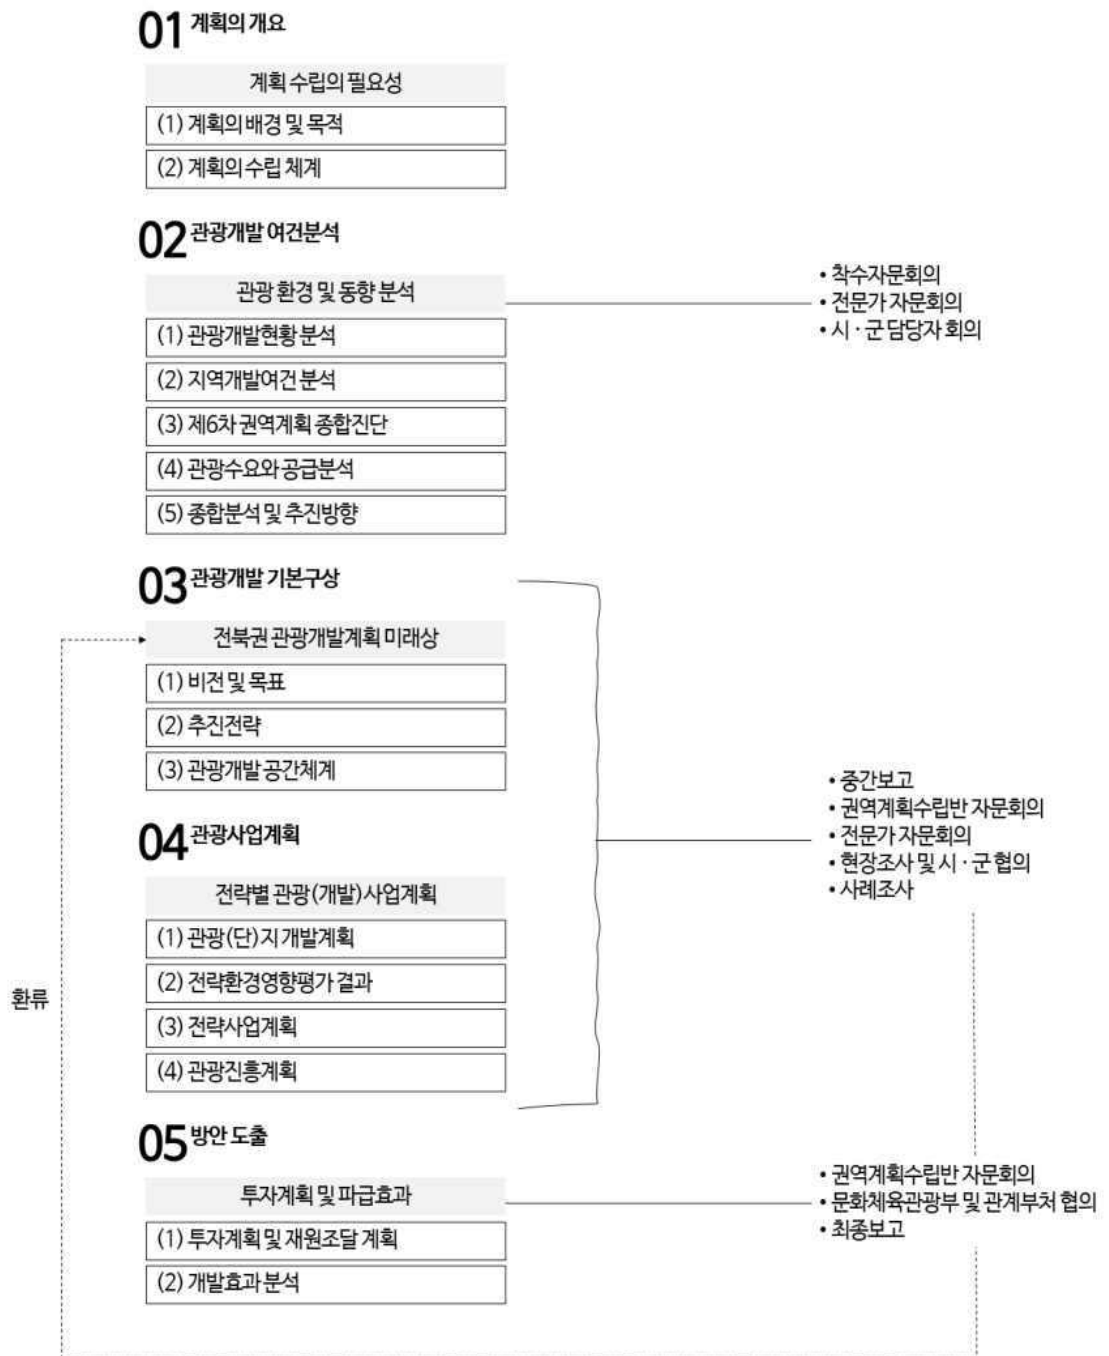 01 계획의 개요
계획 수립의 필요성
(1) 계획의 배경 및 목적
(2) 계획의 수립 체계
02 관광개발 여건분석
관광 환경 및 동향 분석
(1) 관광개발현황 분석
(2) 지역개발여건 분석
(3) 제6차 권역계획 종합진단
(4) 관광수요와 공급분석
(5) 종합분석 및 추진방향
• 착수자문회의
• 전문가 자문회의
• 시·군 담당자 회의
03 관광개발 기본구상
전북권 관광개발계획 미래상
(1) 비전 및 목표
(2) 추진전략
(3) 관광개발 공간체계
04 관광사업계획
전략별 관광(개발)사업계획
(1) 관광(단)지 개발계획
(2) 전략환경영향평가 결과
(3) 전략사업계획
(4) 관광진흥계획
• 중간보고
• 권역계획수립반 자문회의
• 전문가 자문회의
• 현장조사 및 시·군 협의
• 사례조사
환류
05 방안 도출
투자계획 및 파급효과
(1) 투자계획 및 재원조달 계획
(2) 개발효과 분석
• 권역계획수립반 자문회의
• 문화체육관광부 및 관계부처 협의
• 최종보고